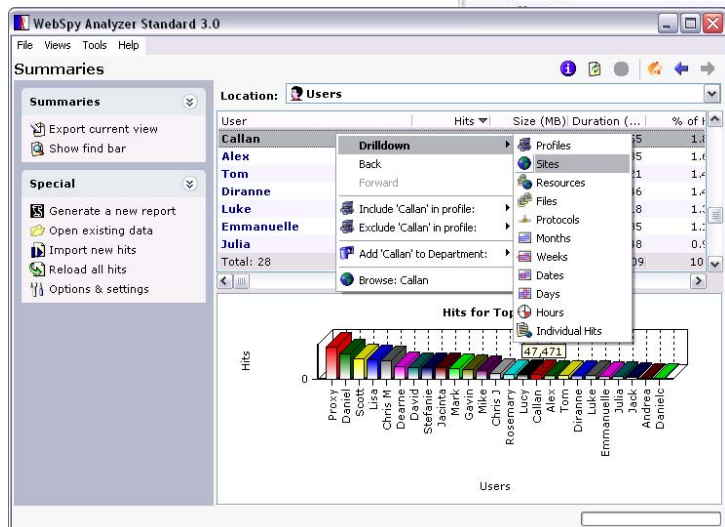 WebSpy Analyzer Standard 3.0
File Views Tools Help
Summaries
Summaries
Export current view
Show find bar
Special
Generate a new report
Open existing data
Import new hits
Reload all hits
Options & settings
Location: Users
User Hits Size (MB) Duration (... % of
Callan
Alex
Tom
Diranne
Luke
Emmanuelle
Julia
Total: 28
Drilldown
Back
Forward
Include 'Callan' in profile:
Exclude 'Callan' in profile:
Add 'Callan' to Department:
Browse: Callan
Profiles
Sites
Resources
Files
Protocols
Months
Weeks
Dates
Days
Hours
Individual Hits
Hits for Top
47,471
Hits
0
Proxy
Daniel
Scott
Lisa
Chris M
Dearne
David
Stefanie
Jacinta
Mark
Gavin
Mike
Chris J
Rosemary
Lucy
Callan
Alex
Tom
Diranne
Luke
Emmanuelle
Julia
Jack
Andrea
Danielc
Users